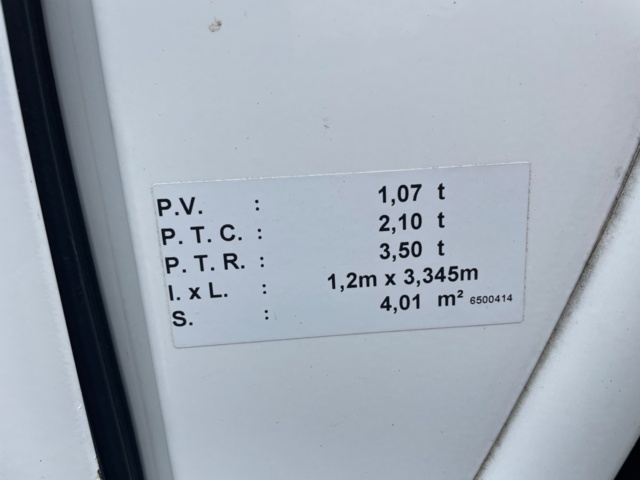 P.V. : 1,07 t
P. T. C. : 2,10 t
P. T. R. : 3,50 t
I. x L. : 1,2m x 3,345m
S. : 4,01 m² 6500414